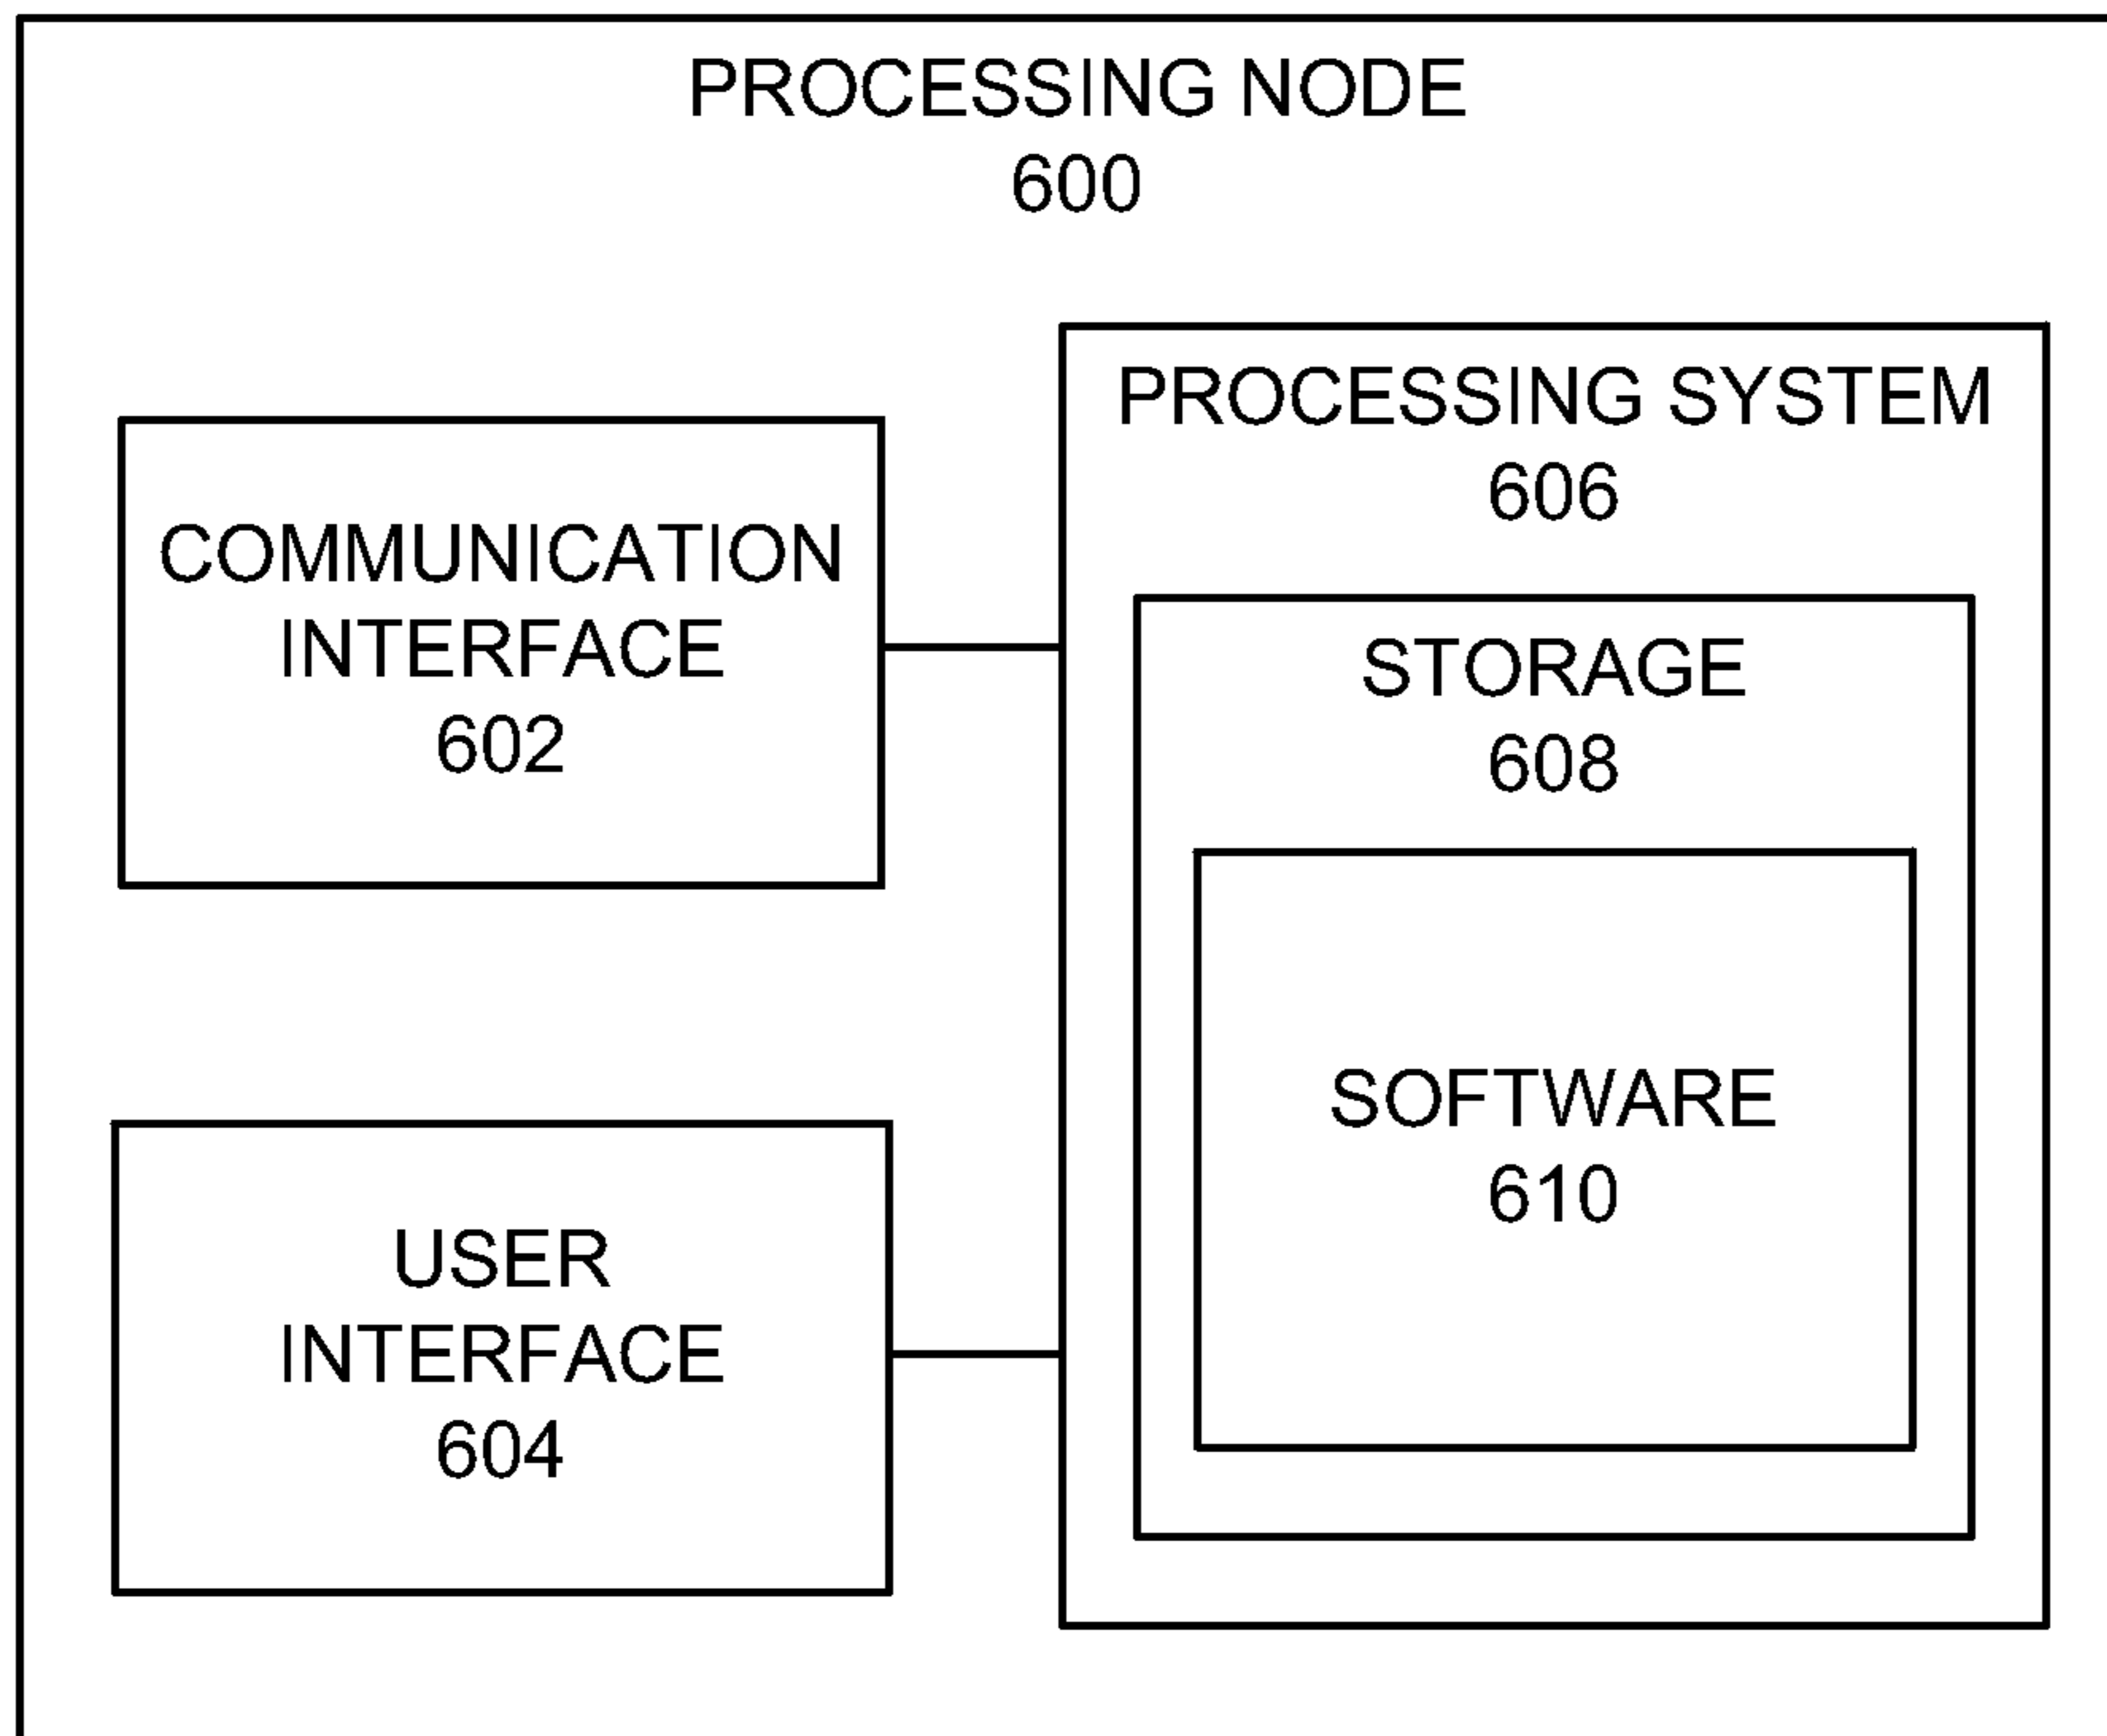 PROCESSING NODE
600
PROCESSING SYSTEM
606
COMMUNICATION
INTERFACE
602
STORAGE
608
SOFTWARE
610
USER
INTERFACE
604